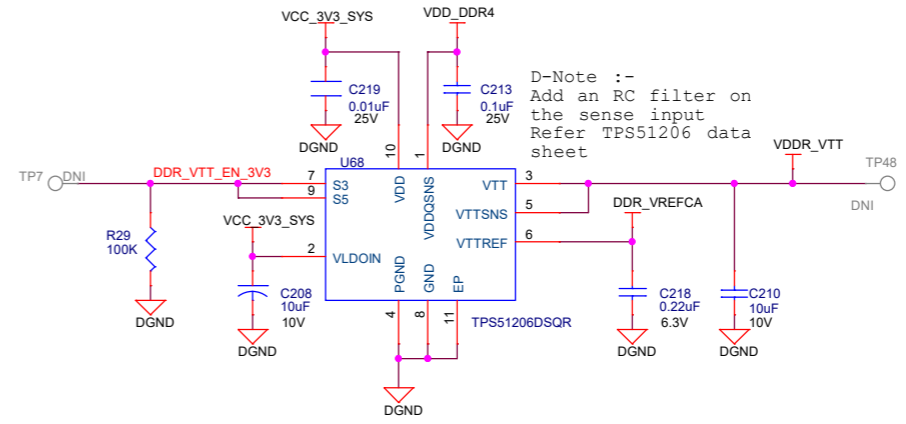 VCC_3V3_SYS
VDD_DDR4
C219
0.01uF
25V
DGND
C213
0.1uF
25V
DGND
D-Note :-
Add an RC filter on
the sense input
Refer TPS51206 data
sheet
VDDR_VTT
TP7
DNI
DDR_VTT_EN_3V3
U68
10
1
7
S3
9
S5
VDD
VDDQSNS
VTT
3
VTTSNS
5
VTTREF
6
DDR_VREFCA
TP48
DNI
R29
100K
DGND
VCC_3V3_SYS
2
VLDOIN
C208
10uF
10V
DGND
PGND
GND
EP
4
8
11
TPS51206DSQR
DGND
C218
0.22uF
6.3V
DGND
C210
10uF
10V
DGND